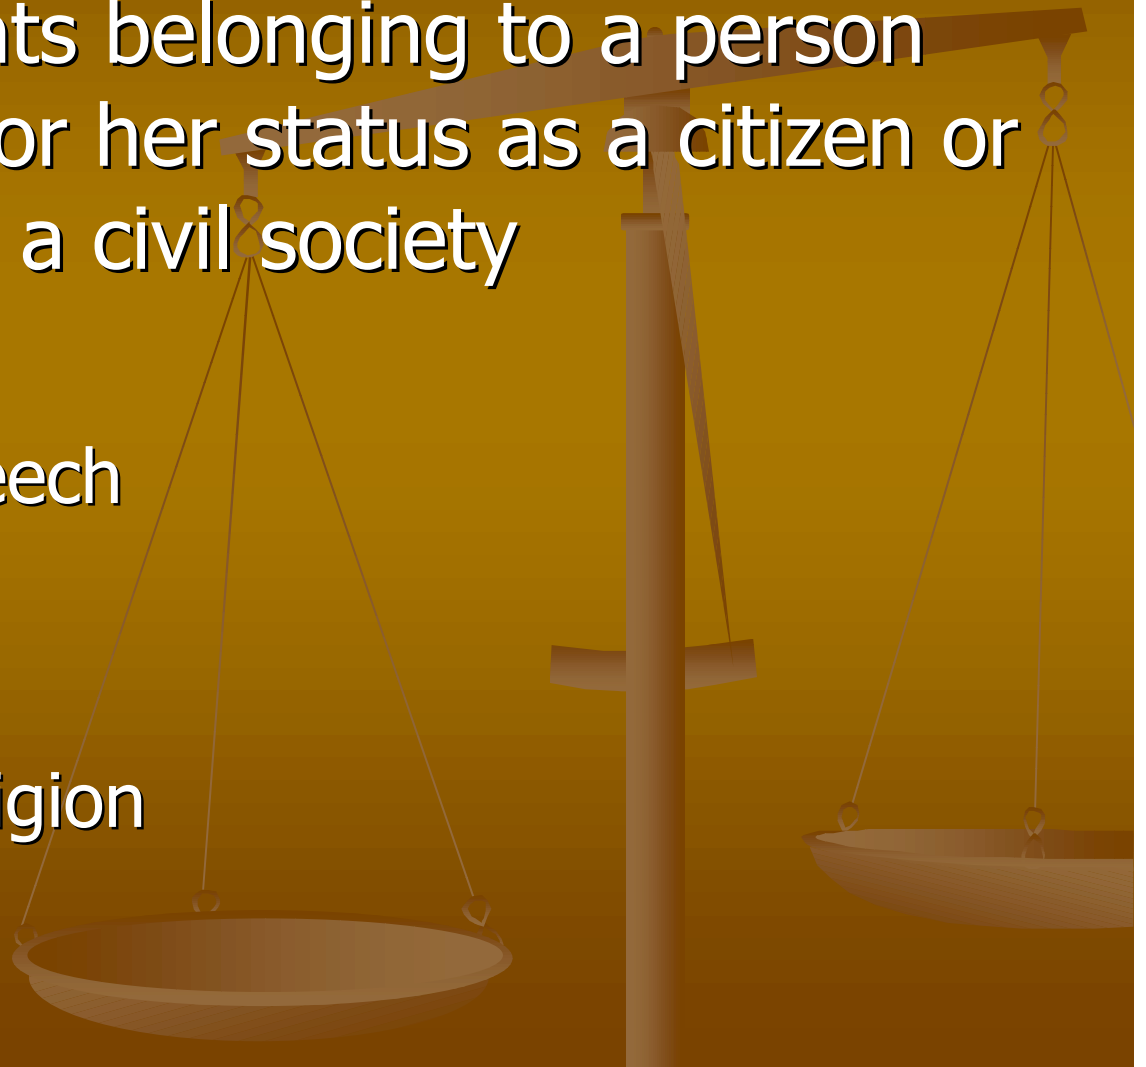 nts belonging to a person
or her status as a citizen or
a civil society
eech
igion